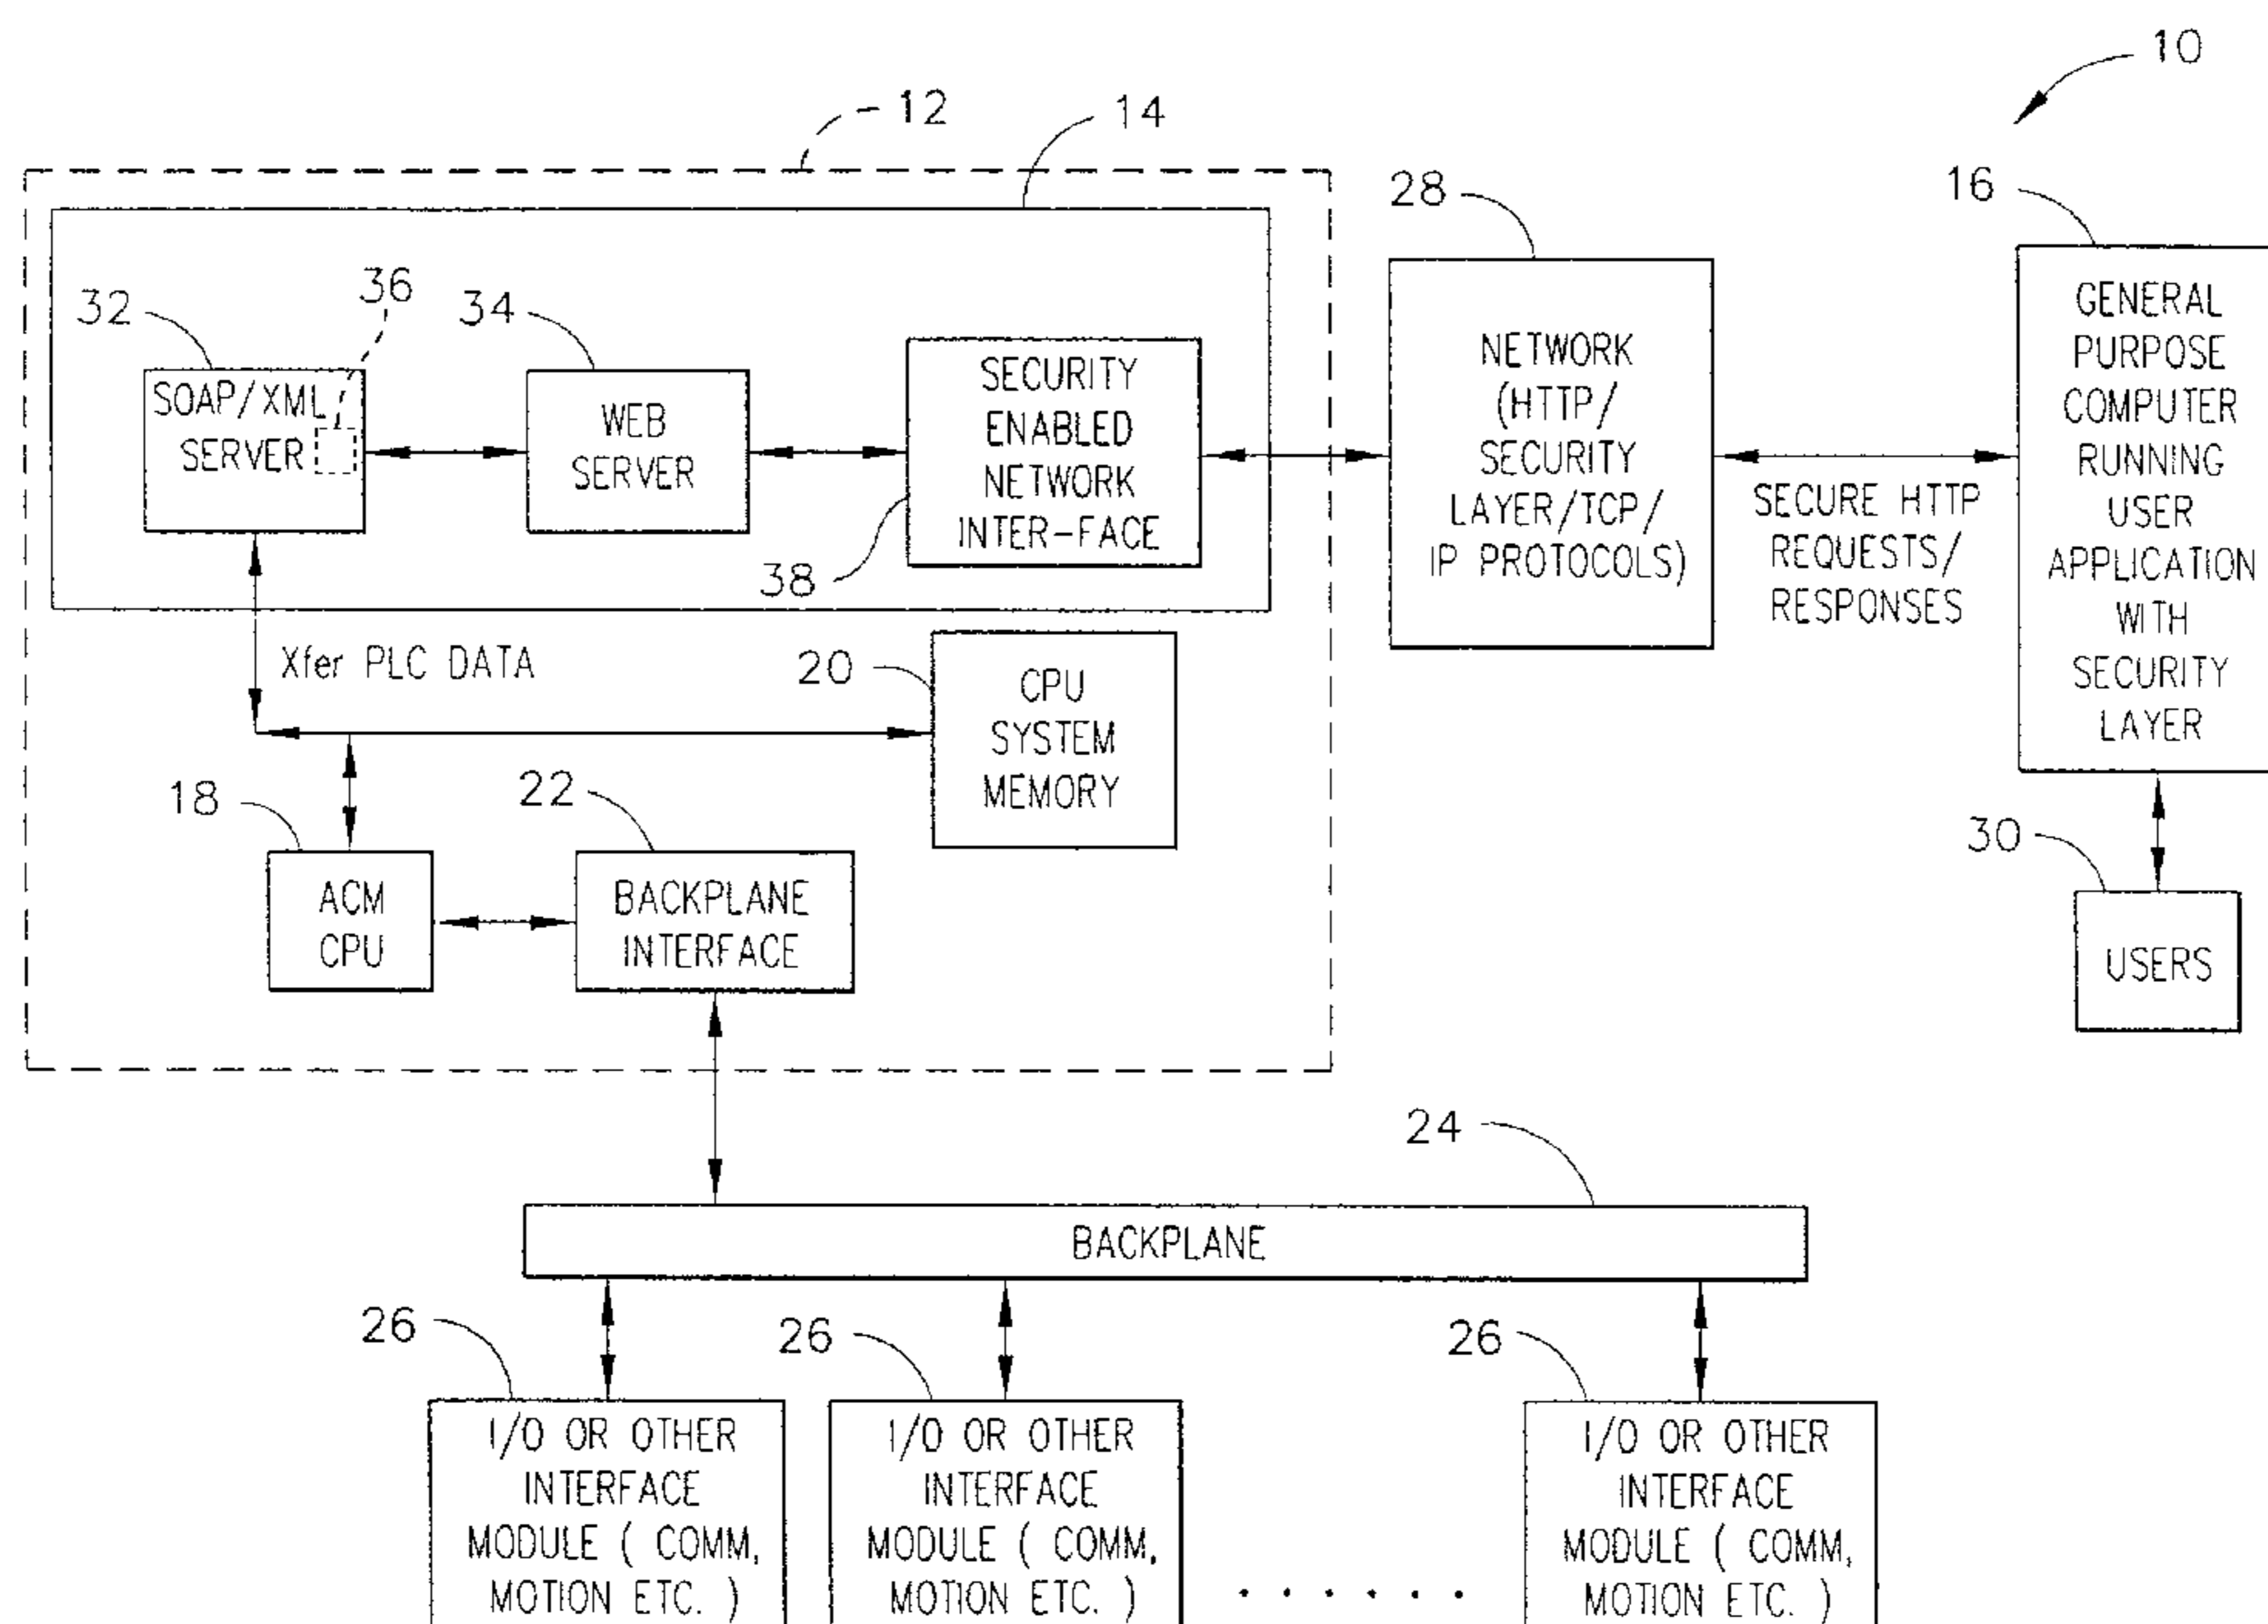 10
12
14
28
16
32
36
34
SOAP/XML
SERVER
WEB
SERVER
SECURITY
ENABLED
NETWORK
INTER-FACE
38
NETWORK
(HTTP/
SECURITY
LAYER/TCP/
IP PROTOCOLS)
SECURE HTTP
REQUESTS/
RESPONSES
GENERAL
PURPOSE
COMPUTER
RUNNING
USER
APPLICATION
WITH
SECURITY
LAYER
Xfer PLC DATA
20
CPU
SYSTEM
MEMORY
18
ACM
CPU
22
BACKPLANE
INTERFACE
30
USERS
24
BACKPLANE
26
I/O OR OTHER
INTERFACE
MODULE ( COMM,
MOTION ETC. )
26
I/O OR OTHER
INTERFACE
MODULE ( COMM,
MOTION ETC. )
......
26
I/O OR OTHER
INTERFACE
MODULE ( COMM,
MOTION ETC. )